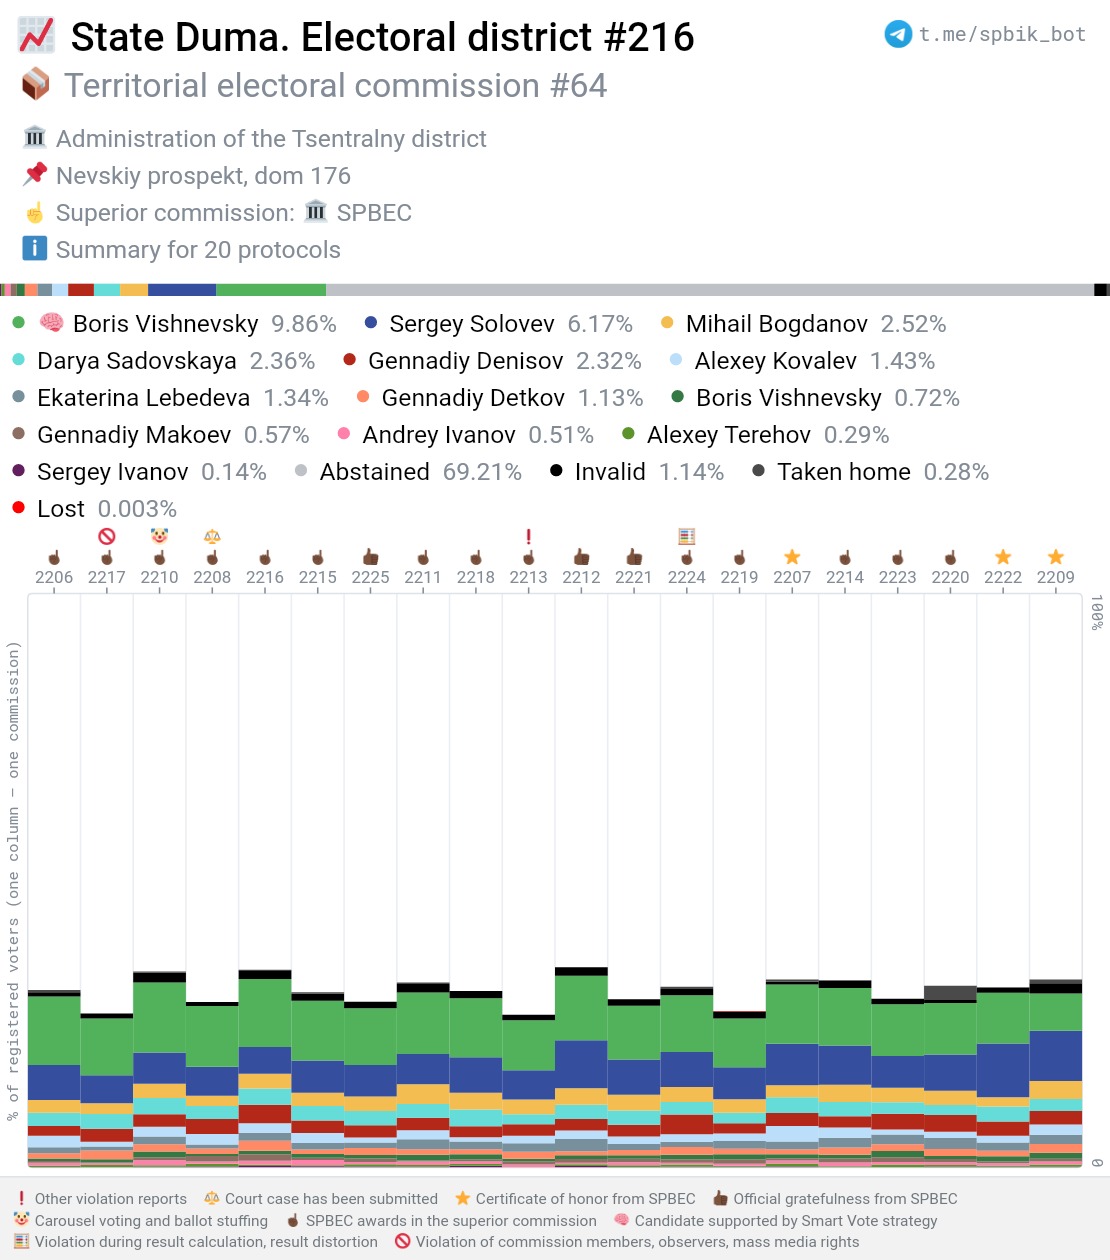 State Duma. Electoral district #216
t.me/spbik_bot
Territorial electoral commission #64
Administration of the Tsentralny district
Nevskiy prospekt, dom 176
Superior commission: SPBEC
Summary for 20 protocols
Boris Vishnevsky 9.86% Sergey Solovev 6.17% Mihail Bogdanov 2.52%
Darya Sadovskaya 2.36% Gennadiy Denisov 2.32% Alexey Kovalev 1.43%
Ekaterina Lebedeva 1.34% Gennadiy Detkov 1.13% Boris Vishnevsky 0.72%
Gennadiy Makoev 0.57% Andrey Ivanov 0.51% Alexey Terehov 0.29%
Sergey Ivanov 0.14% Abstained 69.21% Invalid 1.14% Taken home 0.28%
Lost 0.003%
2206 2217 2210 2208 2216 2215 2225 2211 2218 2213 2212 2221 2224 2219 2207 2214 2223 2220 2222 2209
100%
% of registered voters (one column – one commission)
0
Other violation reports Court case has been submitted Certificate of honor from SPBEC Official gratefulness from SPBEC
Carousel voting and ballot stuffing SPBEC awards in the superior commission Candidate supported by Smart Vote strategy
Violation during result calculation, result distortion Violation of commission members, observers, mass media rights